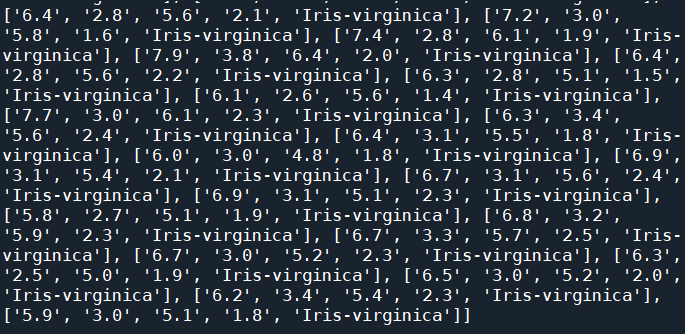 ['6.4', '2.8', '5.6', '2.1', 'Iris-virginica'], ['7.2', '3.0',
'5.8', '1.6', 'Iris-virginica'], ['7.4', '2.8', '6.1', '1.9', 'Iris-
virginica'], ['7.9', '3.8', '6.4', '2.0', 'Iris-virginica'], ['6.4',
'2.8', '5.6', '2.2', 'Iris-virginica'], ['6.3', '2.8', '5.1', '1.5',
'Iris-virginica'], ['6.1', '2.6', '5.6', '1.4', 'Iris-virginica'],
['7.7', '3.0', '6.1', '2.3', 'Iris-virginica'], ['6.3', '3.4',
'5.6', '2.4', 'Iris-virginica'], ['6.4', '3.1', '5.5', '1.8', 'Iris-
virginica'], ['6.0', '3.0', '4.8', '1.8', 'Iris-virginica'], ['6.9',
'3.1', '5.4', '2.1', 'Iris-virginica'], ['6.7', '3.1', '5.6', '2.4',
'Iris-virginica'], ['6.9', '3.1', '5.1', '2.3', 'Iris-virginica'],
['5.8', '2.7', '5.1', '1.9', 'Iris-virginica'], ['6.8', '3.2',
'5.9', '2.3', 'Iris-virginica'], ['6.7', '3.3', '5.7', '2.5', 'Iris-
virginica'], ['6.7', '3.0', '5.2', '2.3', 'Iris-virginica'], ['6.3',
'2.5', '5.0', '1.9', 'Iris-virginica'], ['6.5', '3.0', '5.2', '2.0',
'Iris-virginica'], ['6.2', '3.4', '5.4', '2.3', 'Iris-virginica'],
['5.9', '3.0', '5.1', '1.8', 'Iris-virginica']]